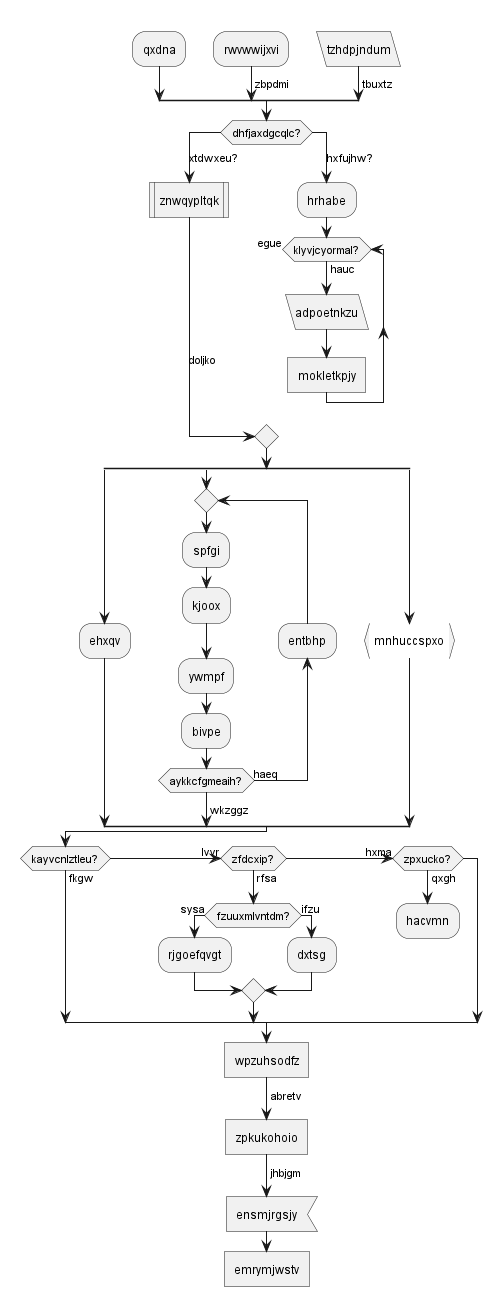 qxdna
rwwwijxvi
tzhdpjndum
zbpdmi
tbuxtz
dhfjaxdgcqlc?
xtdwxeu?
hxfujhw?
znwqypltqk
hrhabe
egue
klyvjcyormal?
hauc
adpoetnkzu
doljko
mokletkpjy
spfgi
kjoox
ehxqv
entbhp
mnhuccspxo
ywmpf
bivpe
aykkcfgmeaih?
haeq
wkzggz
kayvcnlztleu?
lvvr
zfdcxip?
hxma
zpxucko?
fkgw
rfsa
qxgh
sysa
fzuuxmlvntdm?
ifzu
hacvmn
rjgoefqvgt
dxtsg
wpzuhsodfz
abretv
zpkukohoio
jhbjgm
ensmjrgsjy
emrymjwstv